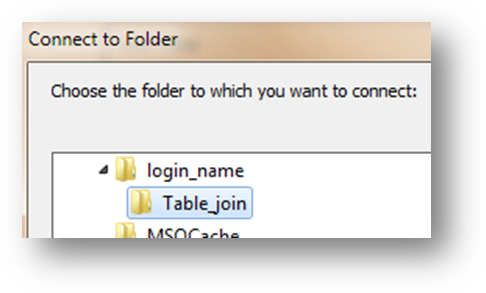 Connect to Folder
Choose the folder to which you want to connect:
login_name
Table_join
MSOCache